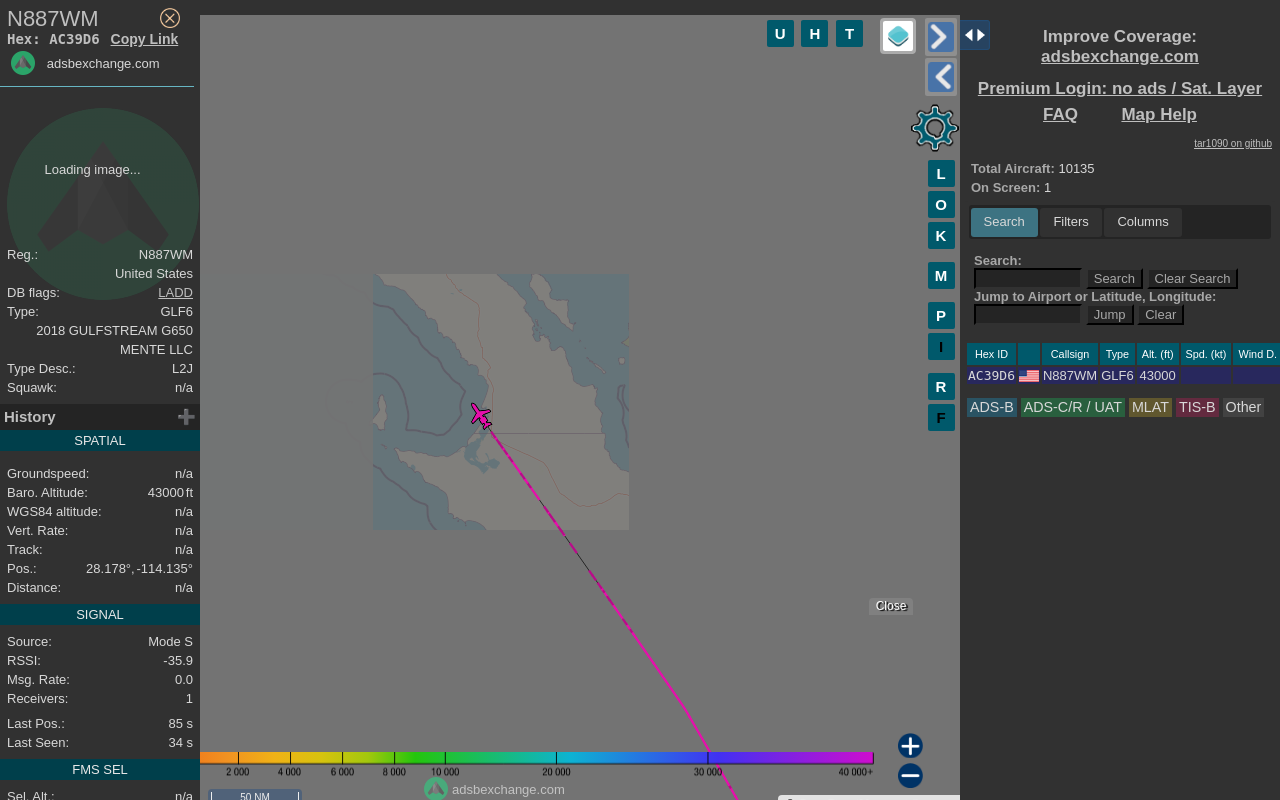 N887WM
Hex: AC39D6 Copy Link
adsbexchange.com
Loading image...
Reg.: N887WM
United States
DB flags: LADD
Type: GLF6
2018 GULFSTREAM G650
MENTE LLC
Type Desc.: L2J
Squawk: n/a
History
SPATIAL
Groundspeed: n/a
Baro. Altitude: 43000 ft
WGS84 altitude: n/a
Vert. Rate: n/a
Track: n/a
Pos.: 28.178°, -114.135°
Distance: n/a
SIGNAL
Source: Mode S
RSSI: -35.9
Msg. Rate: 0.0
Receivers: 1
Last Pos.: 85 s
Last Seen: 34 s
FMS SEL
Sel. Alt.: n/a
U H T
L
O
K
M
P
I
R
F
Close
2 000 4 000 6 000 8 000 10 000 20 000 30 000 40 000+
adsbexchange.com
50 NM
Improve Coverage:
adsbexchange.com
Premium Login: no ads / Sat. Layer
FAQ Map Help
tar1090 on github
Total Aircraft: 10135
On Screen: 1
Search Filters Columns
Search:
Search Clear Search
Jump to Airport or Latitude, Longitude:
Jump Clear
Hex ID Callsign Type Alt. (ft) Spd. (kt) Wind D.
AC39D6 N887WM GLF6 43000
ADS-B ADS-C/R / UAT MLAT TIS-B Other